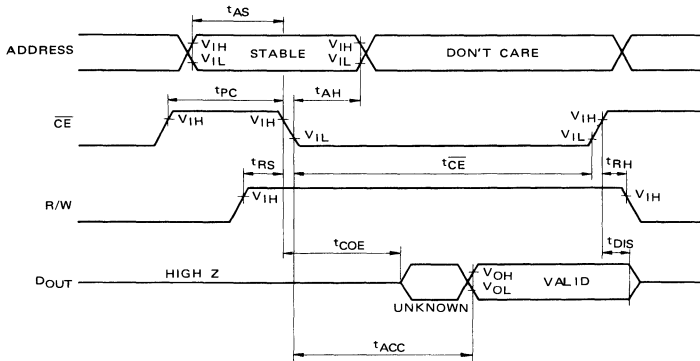 tAS
ADDRESS
VIH
VIL
STABLE
VIH
VIL
DON'T CARE
tPC
tAH
CE
VIH
VIH
VIL
VIH
VIL
tRS
tCE
tRH
R/W
VIH
VIH
tCOE
tDIS
DOUT
HIGH Z
UNKNOWN
VOH
VOL
VALID
tACC